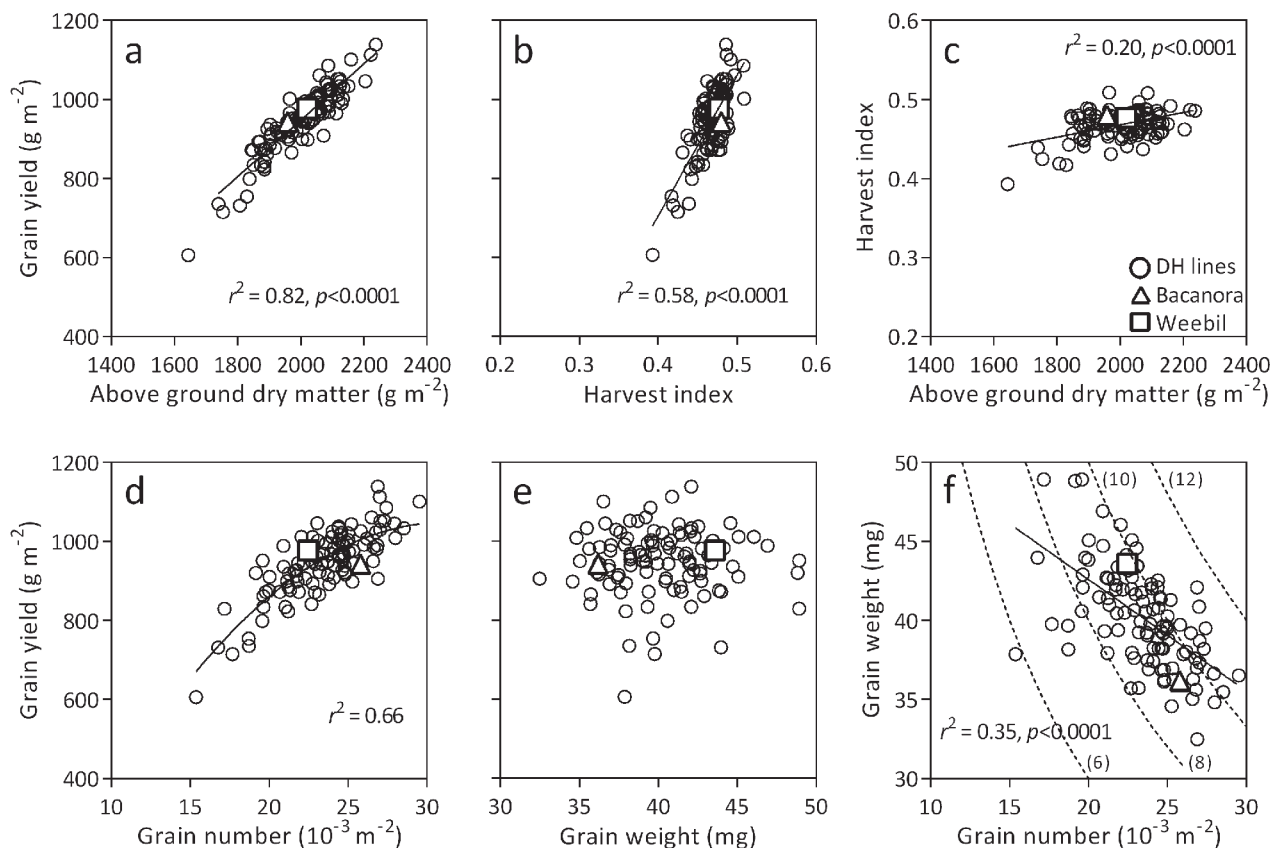 a
b
c
1200
1000
800
600
400
Grain yield (g m⁻²)
r² = 0.82, p<0.0001
1400 1600 1800 2000 2200 2400
Above ground dry matter (g m⁻²)
r² = 0.58, p<0.0001
0.2 0.3 0.4 0.5 0.6
Harvest index
0.6
0.5
0.4
0.3
0.2
Harvest index
r² = 0.20, p<0.0001
DH lines
Bacanora
Weebil
1400 1600 1800 2000 2200 2400
Above ground dry matter (g m⁻²)
d
e
f
1200
1000
800
600
400
Grain yield (g m⁻²)
r² = 0.66
10 15 20 25 30
Grain number (10⁻³ m⁻²)
30 35 40 45 50
Grain weight (mg)
50
45
40
35
30
Grain weight (mg)
(10) (12)
r² = 0.35, p<0.0001
(6) (8)
10 15 20 25 30
Grain number (10⁻³ m⁻²)